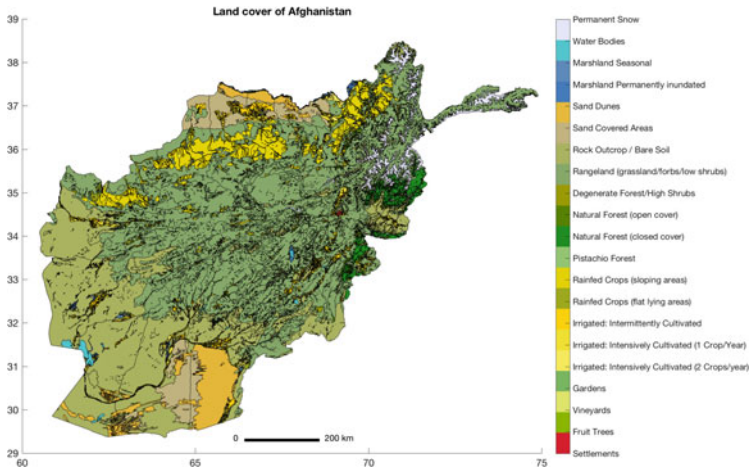 Land cover of Afghanistan
39
38
37
36
35
34
33
32
31
30
29
60
65
70
75
0
200 km
Permanent Snow
Water Bodies
Marshland Seasonal
Marshland Permanently inundated
Sand Dunes
Sand Covered Areas
Rock Outcrop / Bare Soil
Rangeland (grassland/forbs/low shrubs)
Degenerate Forest/High Shrubs
Natural Forest (open cover)
Natural Forest (closed cover)
Pistachio Forest
Rainfed Crops (sloping areas)
Rainfed Crops (flat lying areas)
Irrigated: Intermittently Cultivated
Irrigated: Intensively Cultivated (1 Crop/Year)
Irrigated: Intensively Cultivated (2 Crops/year)
Gardens
Vineyards
Fruit Trees
Settlements